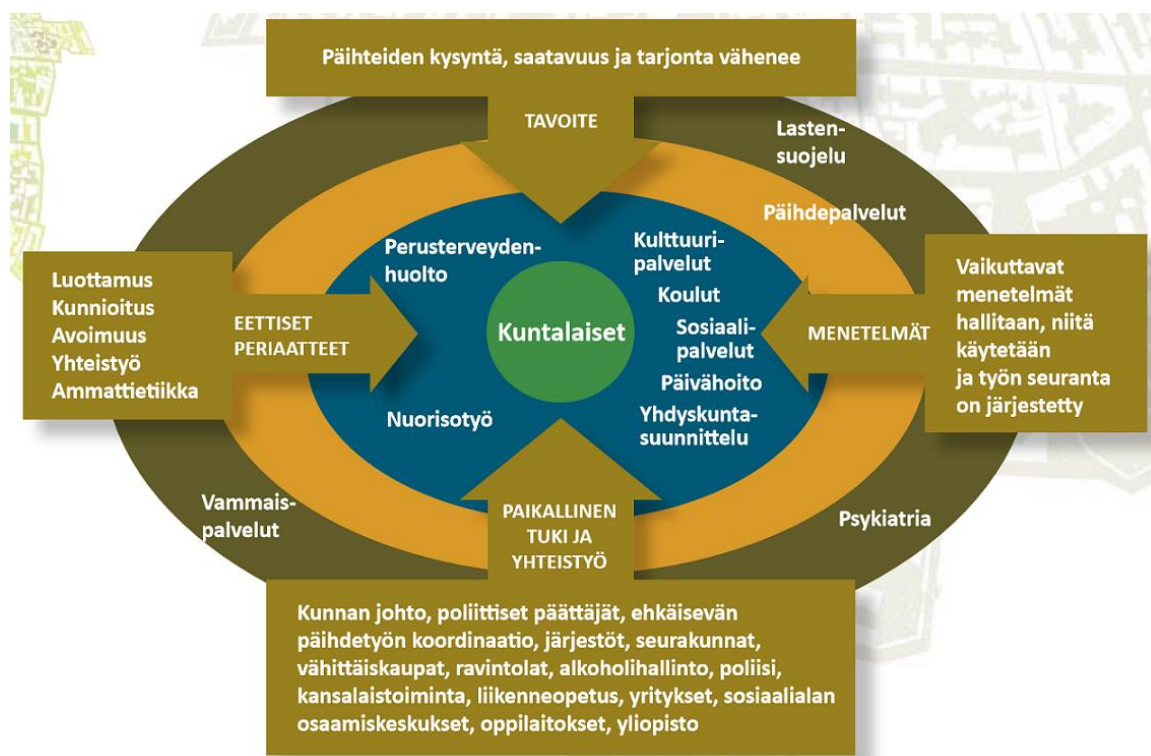 Päihteiden kysyntä, saatavuus ja tarjonta vähenee
TAVOITE
Lasten-
suojelu
Päihdepalvelut
Perusterveyden-
huolto
Kulttuuri-
palvelut
Koulut
Sosiaali-
palvelut
Päivähoito
Yhdyskunta-
suunnittelu
Kuntalaiset
Nuorisotyö
Luottamus
Kunnioitus
Avoimuus
Yhteistyö
Ammattietiikka
EETTISET
PERIAATTEET
MENETELMÄT
Vaikuttavat
menetelmät
hallitaan, niitä
käytetään
ja työn seuranta
on järjestetty
Vammais-
palvelut
Psykiatria
PAIKALLINEN
TUKI JA
YHTEISTYÖ
Kunnan johto, poliittiset päättäjät, ehkäisevän
päihdetyön koordinaatio, järjestöt, seurakunnat,
vähittäiskaupat, ravintolat, alkoholihallinto, poliisi,
kansalaistoiminta, liikenneopetus, yritykset, sosiaalialan
osaamiskeskukset, oppilaitokset, yliopisto